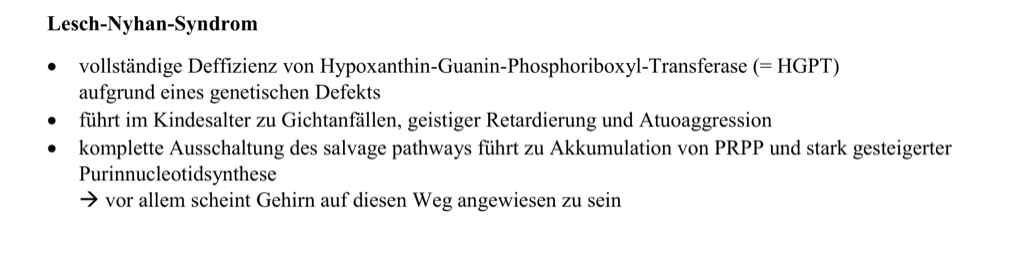 Lesch-Nyhan-Syndrom
• vollständige Deffizienz von Hypoxanthin-Guanin-Phosphoriboxyl-Transferase (= HGPT)
aufgrund eines genetischen Defekts
• führt im Kindesalter zu Gichtanfällen, geistiger Retardierung und Atuoaggression
• komplette Ausschaltung des salvage pathways führt zu Akkumulation von PRPP und stark gesteigerter
Purinnucleotidsynthese
→ vor allem scheint Gehirn auf diesen Weg angewiesen zu sein